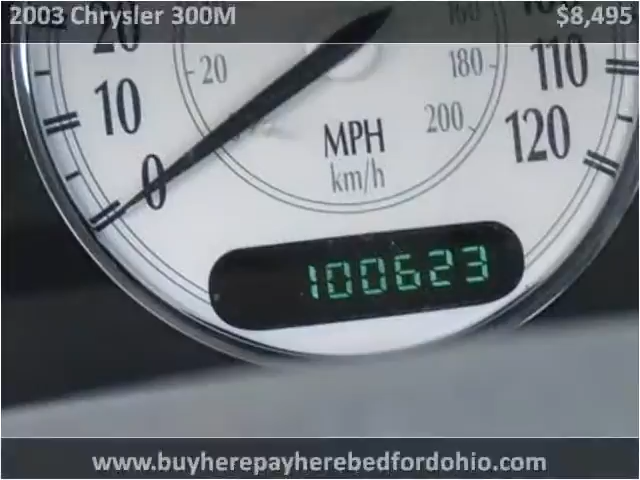 2003 Chrysler 300M $8,495
20 160
20 180 110
10 200 120
MPH
0 km/h
100623
www.buyherepayherebedfordohio.com